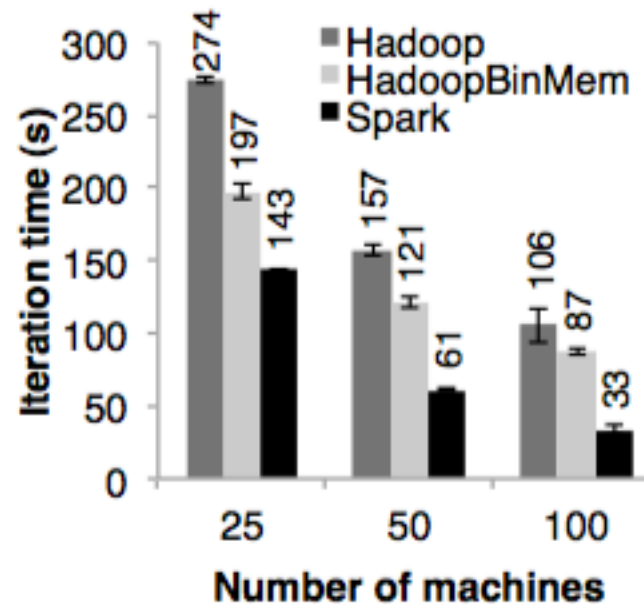 Iteration time (s)
300
250
200
150
100
50
0
Hadoop
HadoopBinMem
Spark
274
197
143
157
121
61
106
87
33
25 50 100
Number of machines